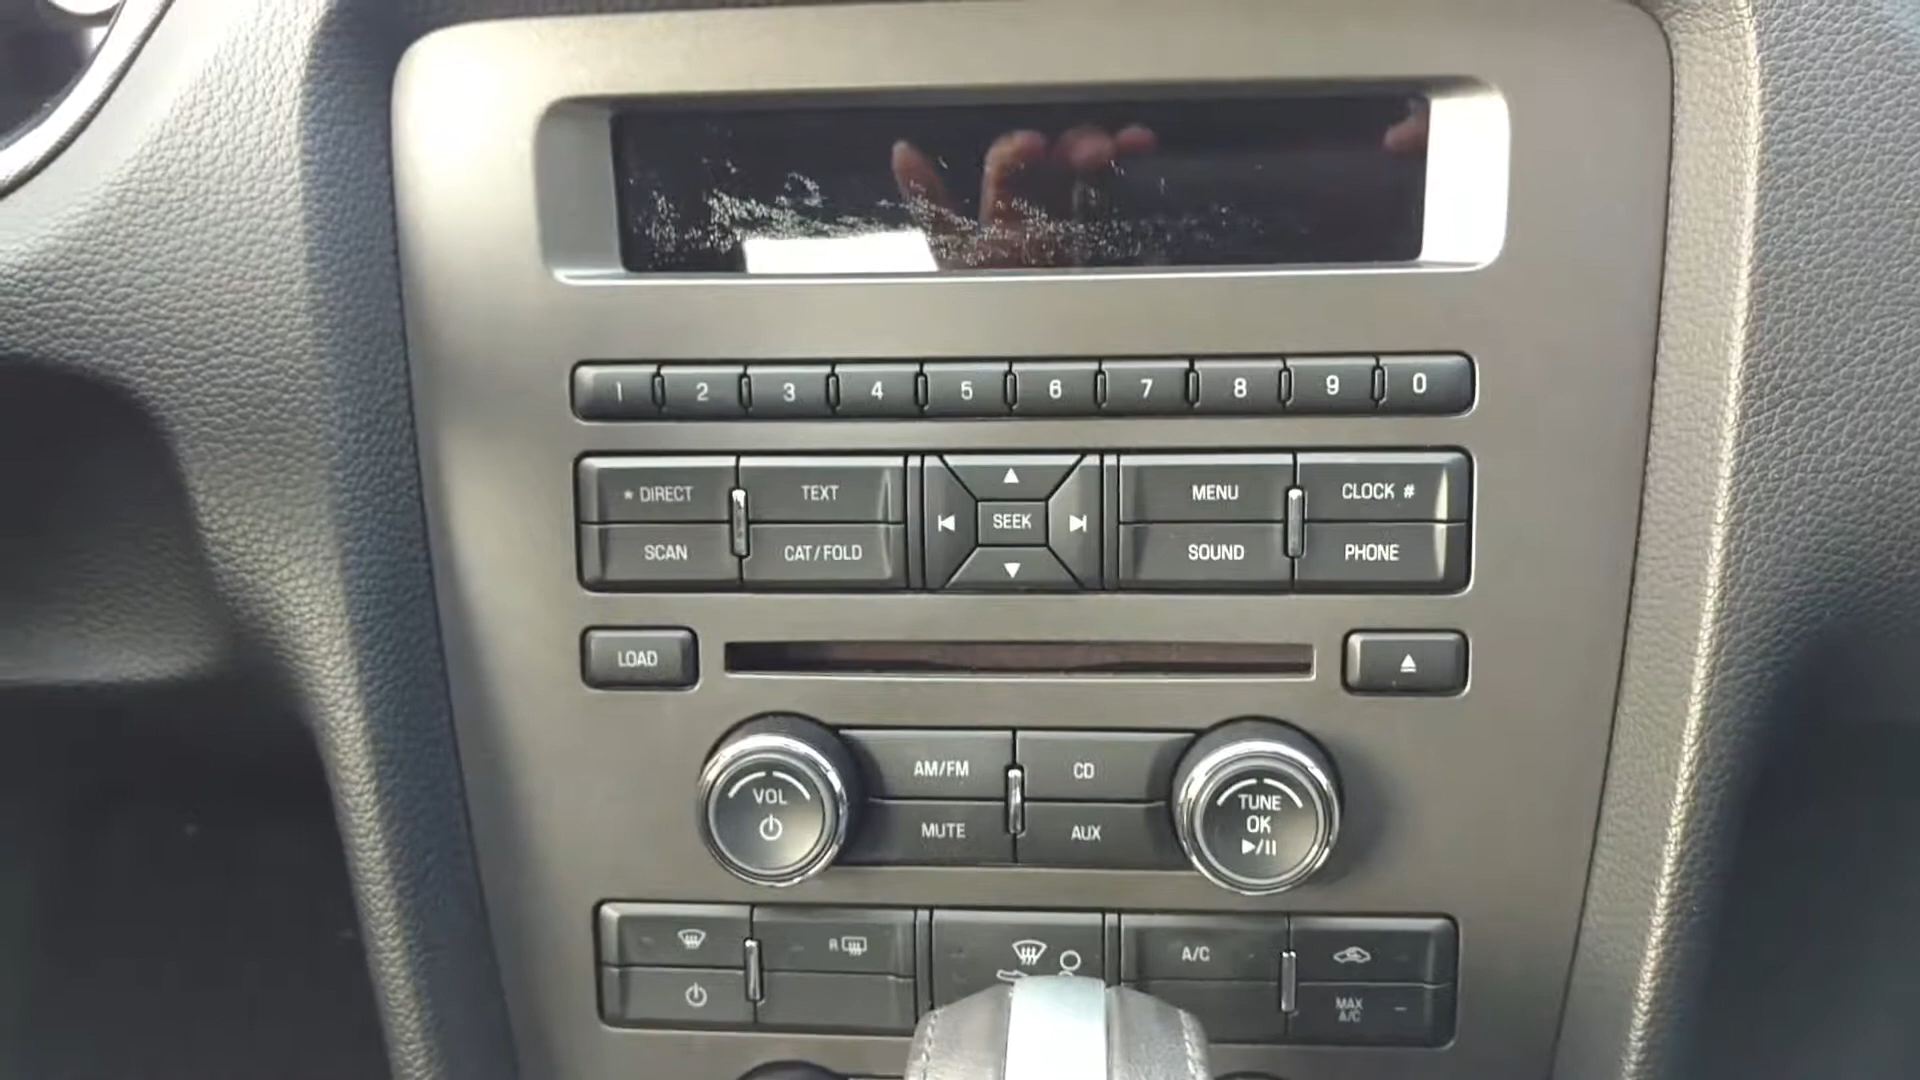 1 2 3 4 5 6 7 8 9 0
* DIRECT TEXT MENU CLOCK #
SEEK
SCAN CAT/FOLD SOUND PHONE
LOAD
AM/FM CD
VOL TUNE
OK
MUTE AUX
R A/C
MAX
A/C